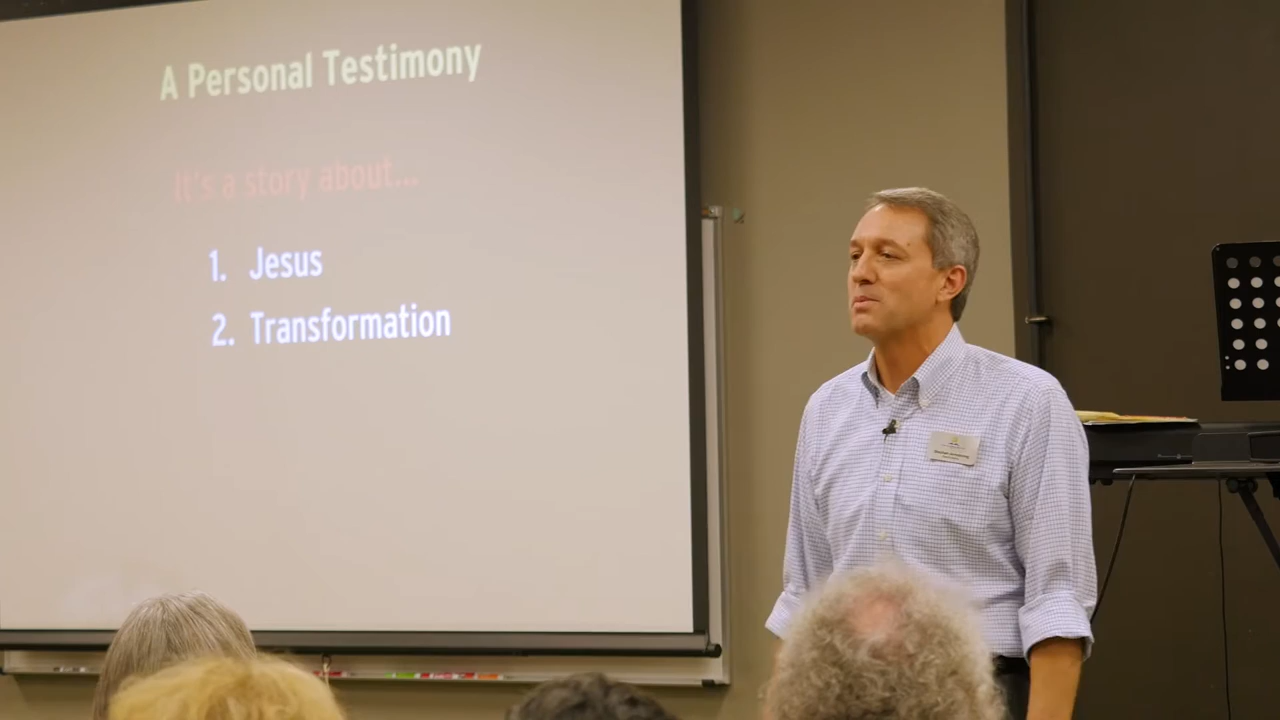 A Personal Testimony
It's a story about...
1. Jesus
2. Transformation